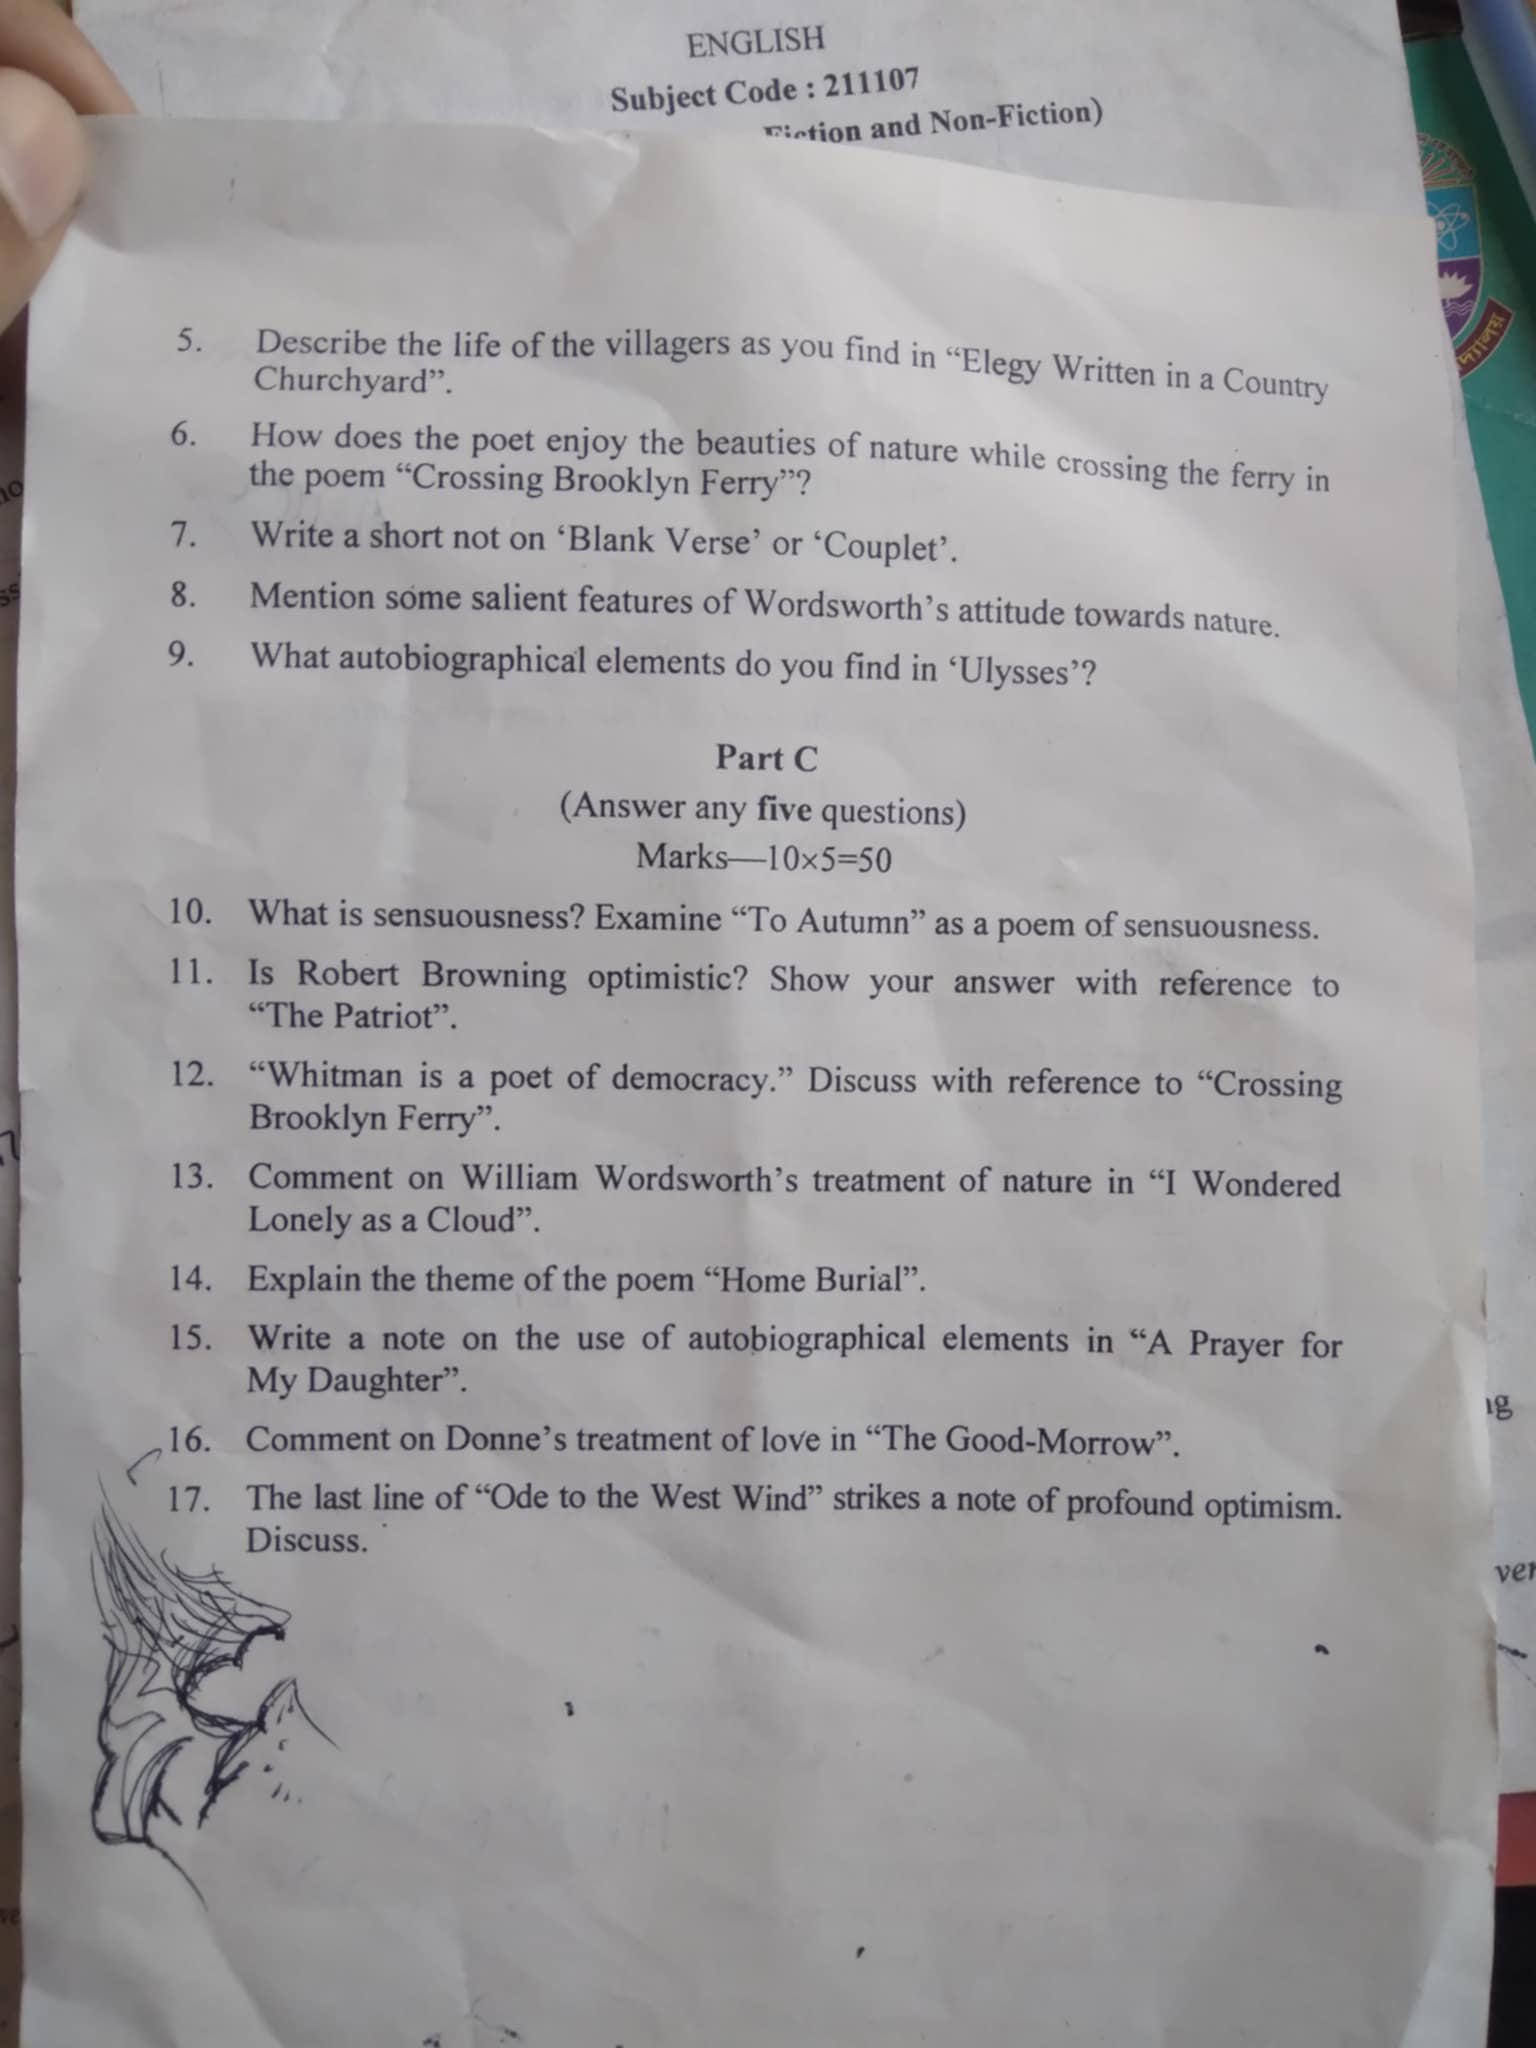 ENGLISH
Subject Code : 211107
Fiction and Non-Fiction)
5. Describe the life of the villagers as you find in “Elegy Written in a Country
Churchyard”.
6. How does the poet enjoy the beauties of nature while crossing the ferry in
the poem “Crossing Brooklyn Ferry”?
7. Write a short not on ‘Blank Verse’ or ‘Couplet’.
8. Mention some salient features of Wordsworth’s attitude towards nature.
9. What autobiographical elements do you find in ‘Ulysses’?
Part C
(Answer any five questions)
Marks—10×5=50
10. What is sensuousness? Examine “To Autumn” as a poem of sensuousness.
11. Is Robert Browning optimistic? Show your answer with reference to
“The Patriot”.
12. “Whitman is a poet of democracy.” Discuss with reference to “Crossing
Brooklyn Ferry”.
13. Comment on William Wordsworth’s treatment of nature in “I Wondered
Lonely as a Cloud”.
14. Explain the theme of the poem “Home Burial”.
15. Write a note on the use of autobiographical elements in “A Prayer for
My Daughter”.
16. Comment on Donne’s treatment of love in “The Good-Morrow”.
17. The last line of “Ode to the West Wind” strikes a note of profound optimism.
Discuss.